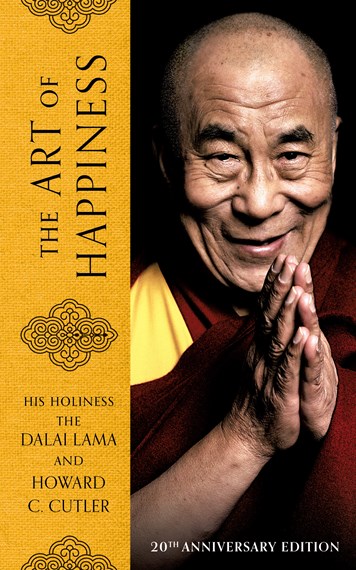 THE ART OF
HAPPINESS
HIS HOLINESS
THE
DALAI LAMA
AND
HOWARD
C. CUTLER
20TH ANNIVERSARY EDITION